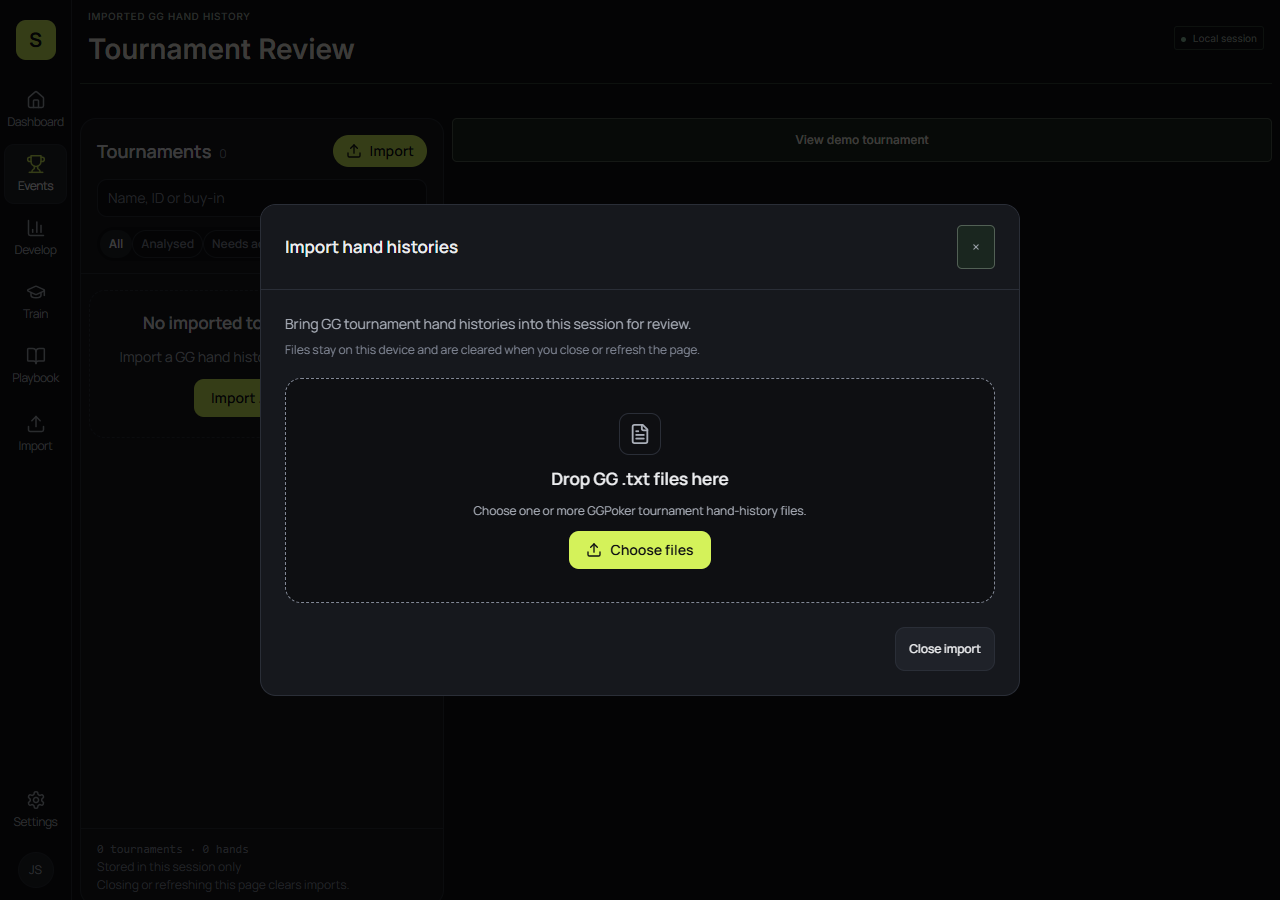 IMPORTED GG HAND HISTORY
Tournament Review
Local session
S
Dashboard
Events
Develop
Train
Playbook
Import
Settings
JS
Tournaments 0
Import
Name, ID or buy-in
All
Analysed
Needs
No imported
Import a GG hand
Import
0 tournaments · 0 hands
Stored in this session only
Closing or refreshing this page clears imports.
View demo tournament
Import hand histories
×
Bring GG tournament hand histories into this session for review.
Files stay on this device and are cleared when you close or refresh the page.
Drop GG .txt files here
Choose one or more GGPoker tournament hand-history files.
Choose files
Close import